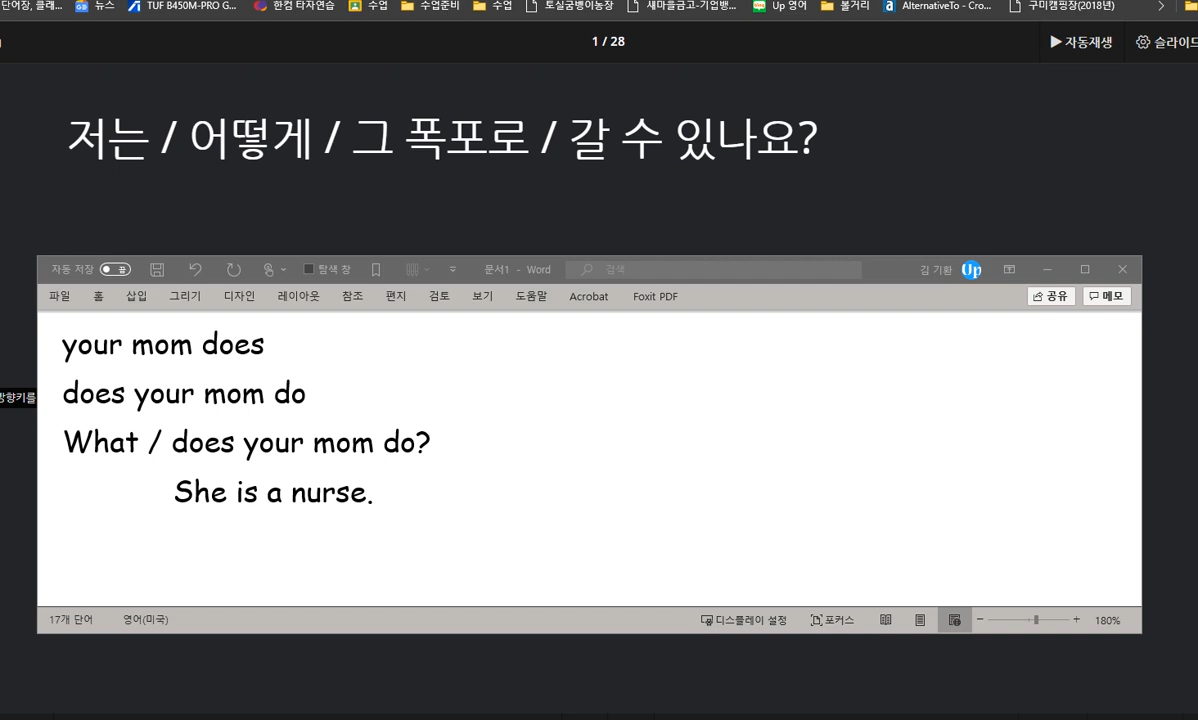 단어장, 클래... 뉴스 TUF B450M-PRO G... 한컴 타자연습 수업 수업준비 수업 토실굼벵이농장 새마을금고-기업뱅... Up 영어 볼거리 AlternativeTo - Cro... 구미캠핑장(2018년)
1 / 28
자동재생 슬라이드
저는 / 어떻게 / 그 폭포로 / 갈 수 있나요?
자동 저장 끔 탐색 창 문서1 - Word 검색 김 기환 Up
파일 홈 삽입 그리기 디자인 레이아웃 참조 편지 검토 보기 도움말 Acrobat Foxit PDF 공유 메모
your mom does
does your mom do
방향키를
What / does your mom do?
She is a nurse.
17개 단어 영어(미국) 디스플레이 설정 포커스 180%